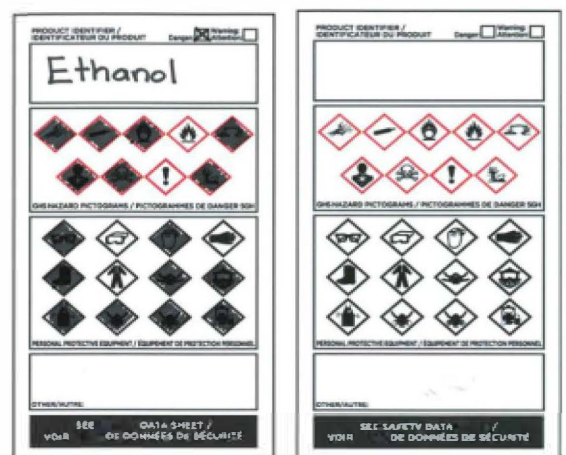 PRODUCT IDENTIFIER /
IDENTIFICATEUR DU PRODUIT
Danger: Warning:
Attention:
Ethanol
GHS HAZARD PICTOGRAMS / PICTOGRAMMES DE DANGER SGH
PERSONAL PROTECTIVE EQUIPMENT / ÉQUIPEMENT DE PROTECTION PERSONNEL
OTHER/AUTRE:
SEE DATA SHEET /
VOIR DE DONNÉES DE SÉCURITÉ
PRODUCT IDENTIFIER /
IDENTIFICATEUR DU PRODUIT
Danger: Warning:
Attention:
GHS HAZARD PICTOGRAMS / PICTOGRAMMES DE DANGER SGH
PERSONAL PROTECTIVE EQUIPMENT / ÉQUIPEMENT DE PROTECTION PERSONNEL
OTHER/AUTRE:
SEE SAFETY DATA /
VOIR DE DONNÉES DE SÉCURITÉ